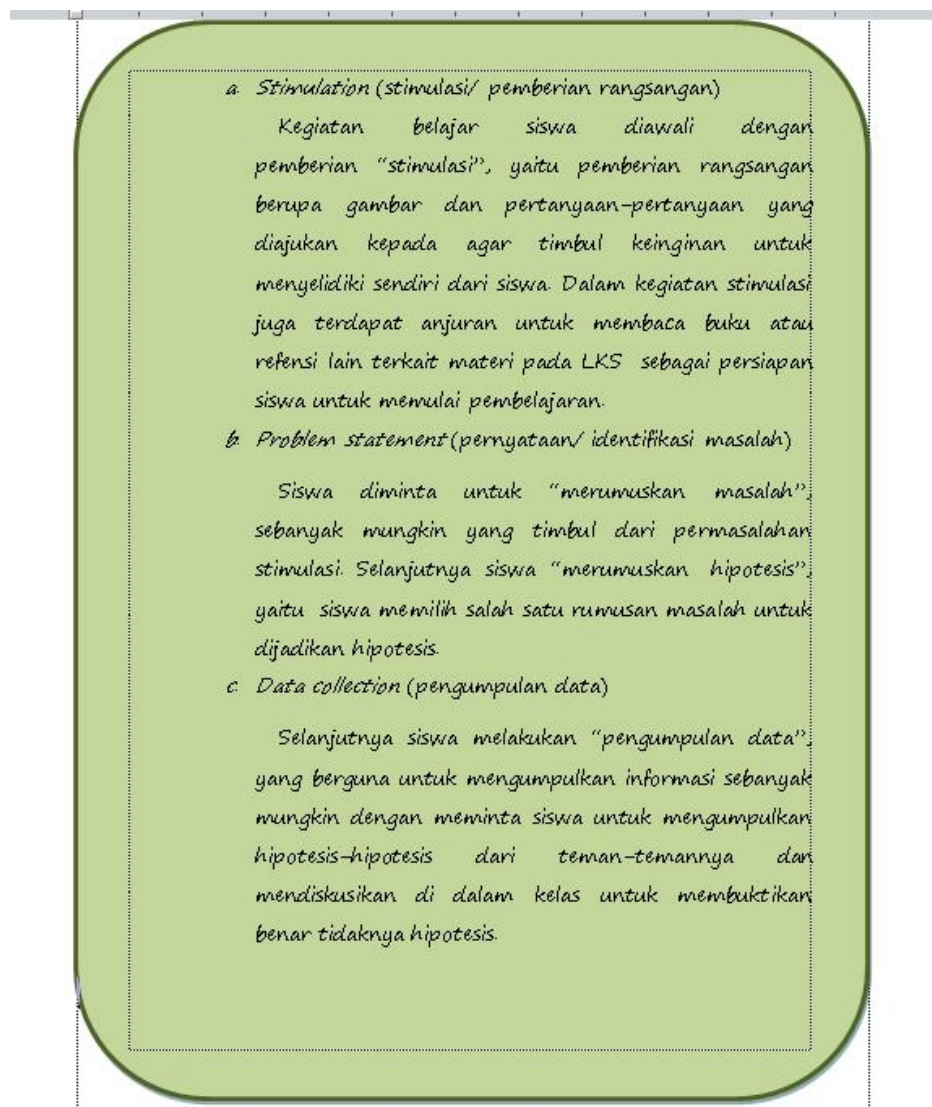 a. Stimulation (stimulasi/ pemberian rangsangan)
Kegiatan belajar siswa diawali dengan
pemberian “stimulasi”, yaitu pemberian rangsangan
berupa gambar dan pertanyaan-pertanyaan yang
diajukan kepada agar timbul keinginan untuk
menyelidiki sendiri dari siswa. Dalam kegiatan stimulasi
juga terdapat anjuran untuk membaca buku atau
refensi lain terkait materi pada LKS sebagai persiapan
siswa untuk memulai pembelajaran.
b. Problem statement (pernyataan/ identifikasi masalah)
Siswa diminta untuk “merumuskan masalah”,
sebanyak mungkin yang timbul dari permasalahan
stimulasi. Selanjutnya siswa “merumuskan hipotesis”,
yaitu siswa memilih salah satu rumusan masalah untuk
dijadikan hipotesis.
c. Data collection (pengumpulan data)
Selanjutnya siswa melakukan “pengumpulan data”,
yang berguna untuk mengumpulkan informasi sebanyak
mungkin dengan meminta siswa untuk mengumpulkan
hipotesis-hipotesis dari teman-temannya dan
mendiskusikan di dalam kelas untuk membuktikan
benar tidaknya hipotesis.